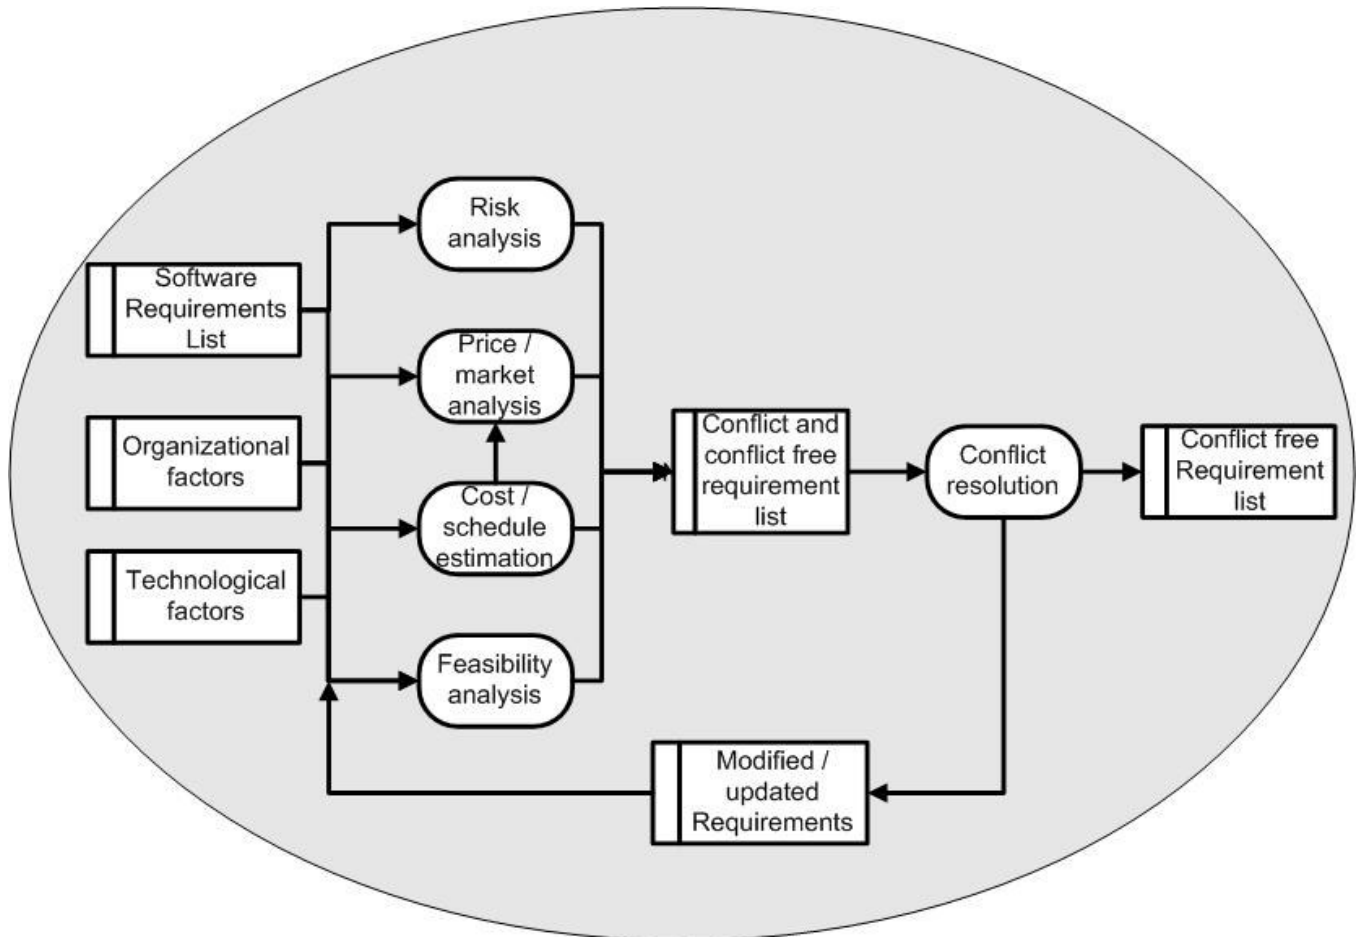 Risk
analysis
Software
Requirements
List
Price /
market
analysis
Organizational
factors
Cost /
schedule
estimation
Technological
factors
Feasibility
analysis
Conflict and
conflict free
requirement
list
Conflict
resolution
Conflict free
Requirement
list
Modified /
updated
Requirements